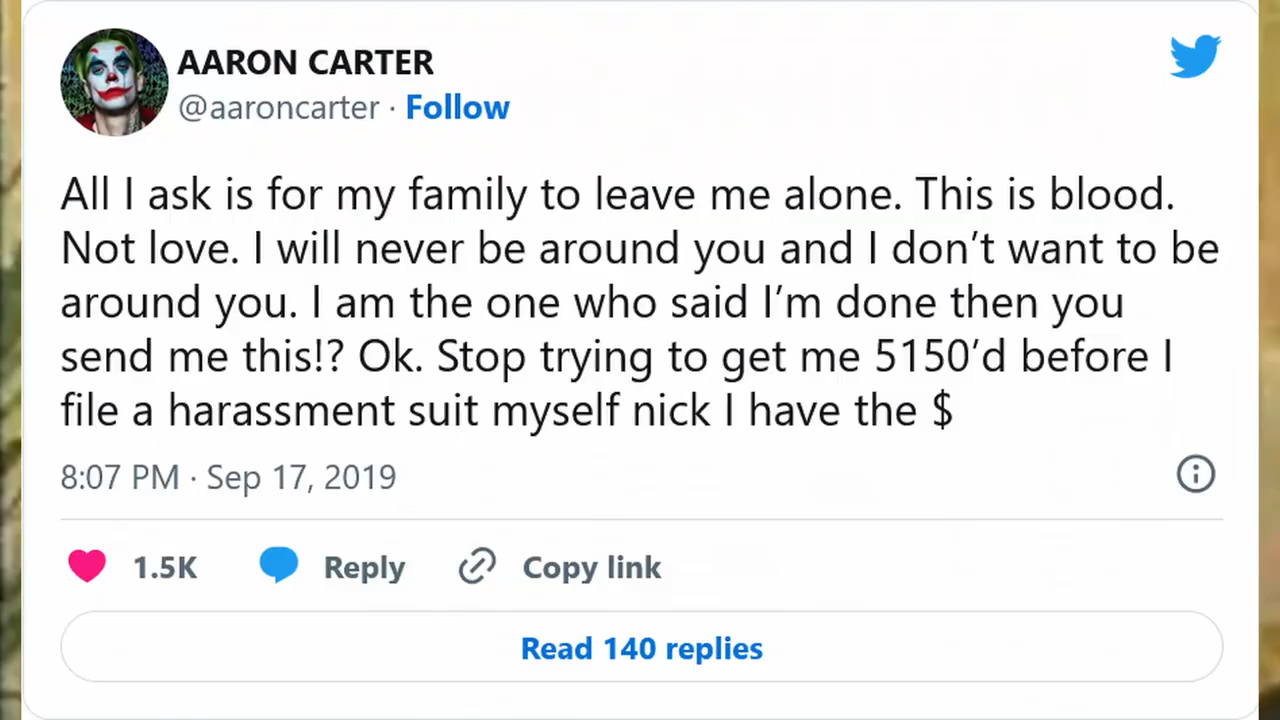 AARON CARTER
@aaroncarter · Follow
All I ask is for my family to leave me alone. This is blood.
Not love. I will never be around you and I don’t want to be
around you. I am the one who said I’m done then you
send me this!? Ok. Stop trying to get me 5150’d before I
file a harassment suit myself nick I have the $
8:07 PM · Sep 17, 2019
1.5K Reply Copy link
Read 140 replies